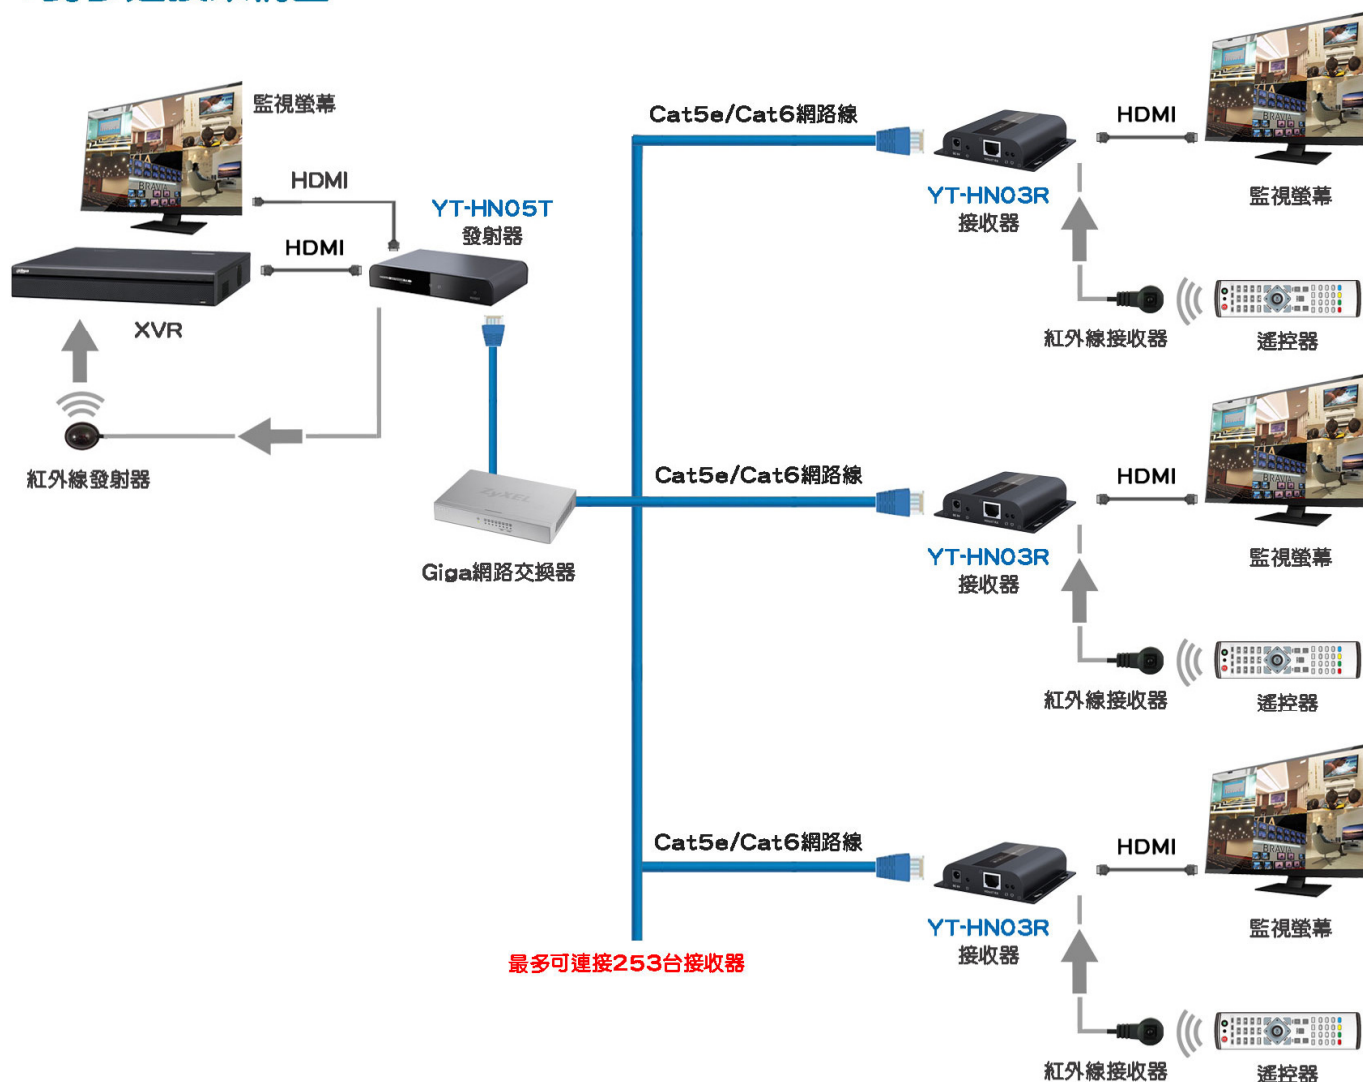 監視螢幕
HDMI
YT-HN05T
發射器
HDMI
XVR
紅外線發射器
ZyXEL
Giga網路交換器
Cat5e/Cat6網路線
YT-HN03R
接收器
HDMI
監視螢幕
紅外線接收器
遙控器
Cat5e/Cat6網路線
YT-HN03R
接收器
HDMI
監視螢幕
紅外線接收器
遙控器
Cat5e/Cat6網路線
YT-HN03R
接收器
HDMI
監視螢幕
紅外線接收器
遙控器
最多可連接253台接收器